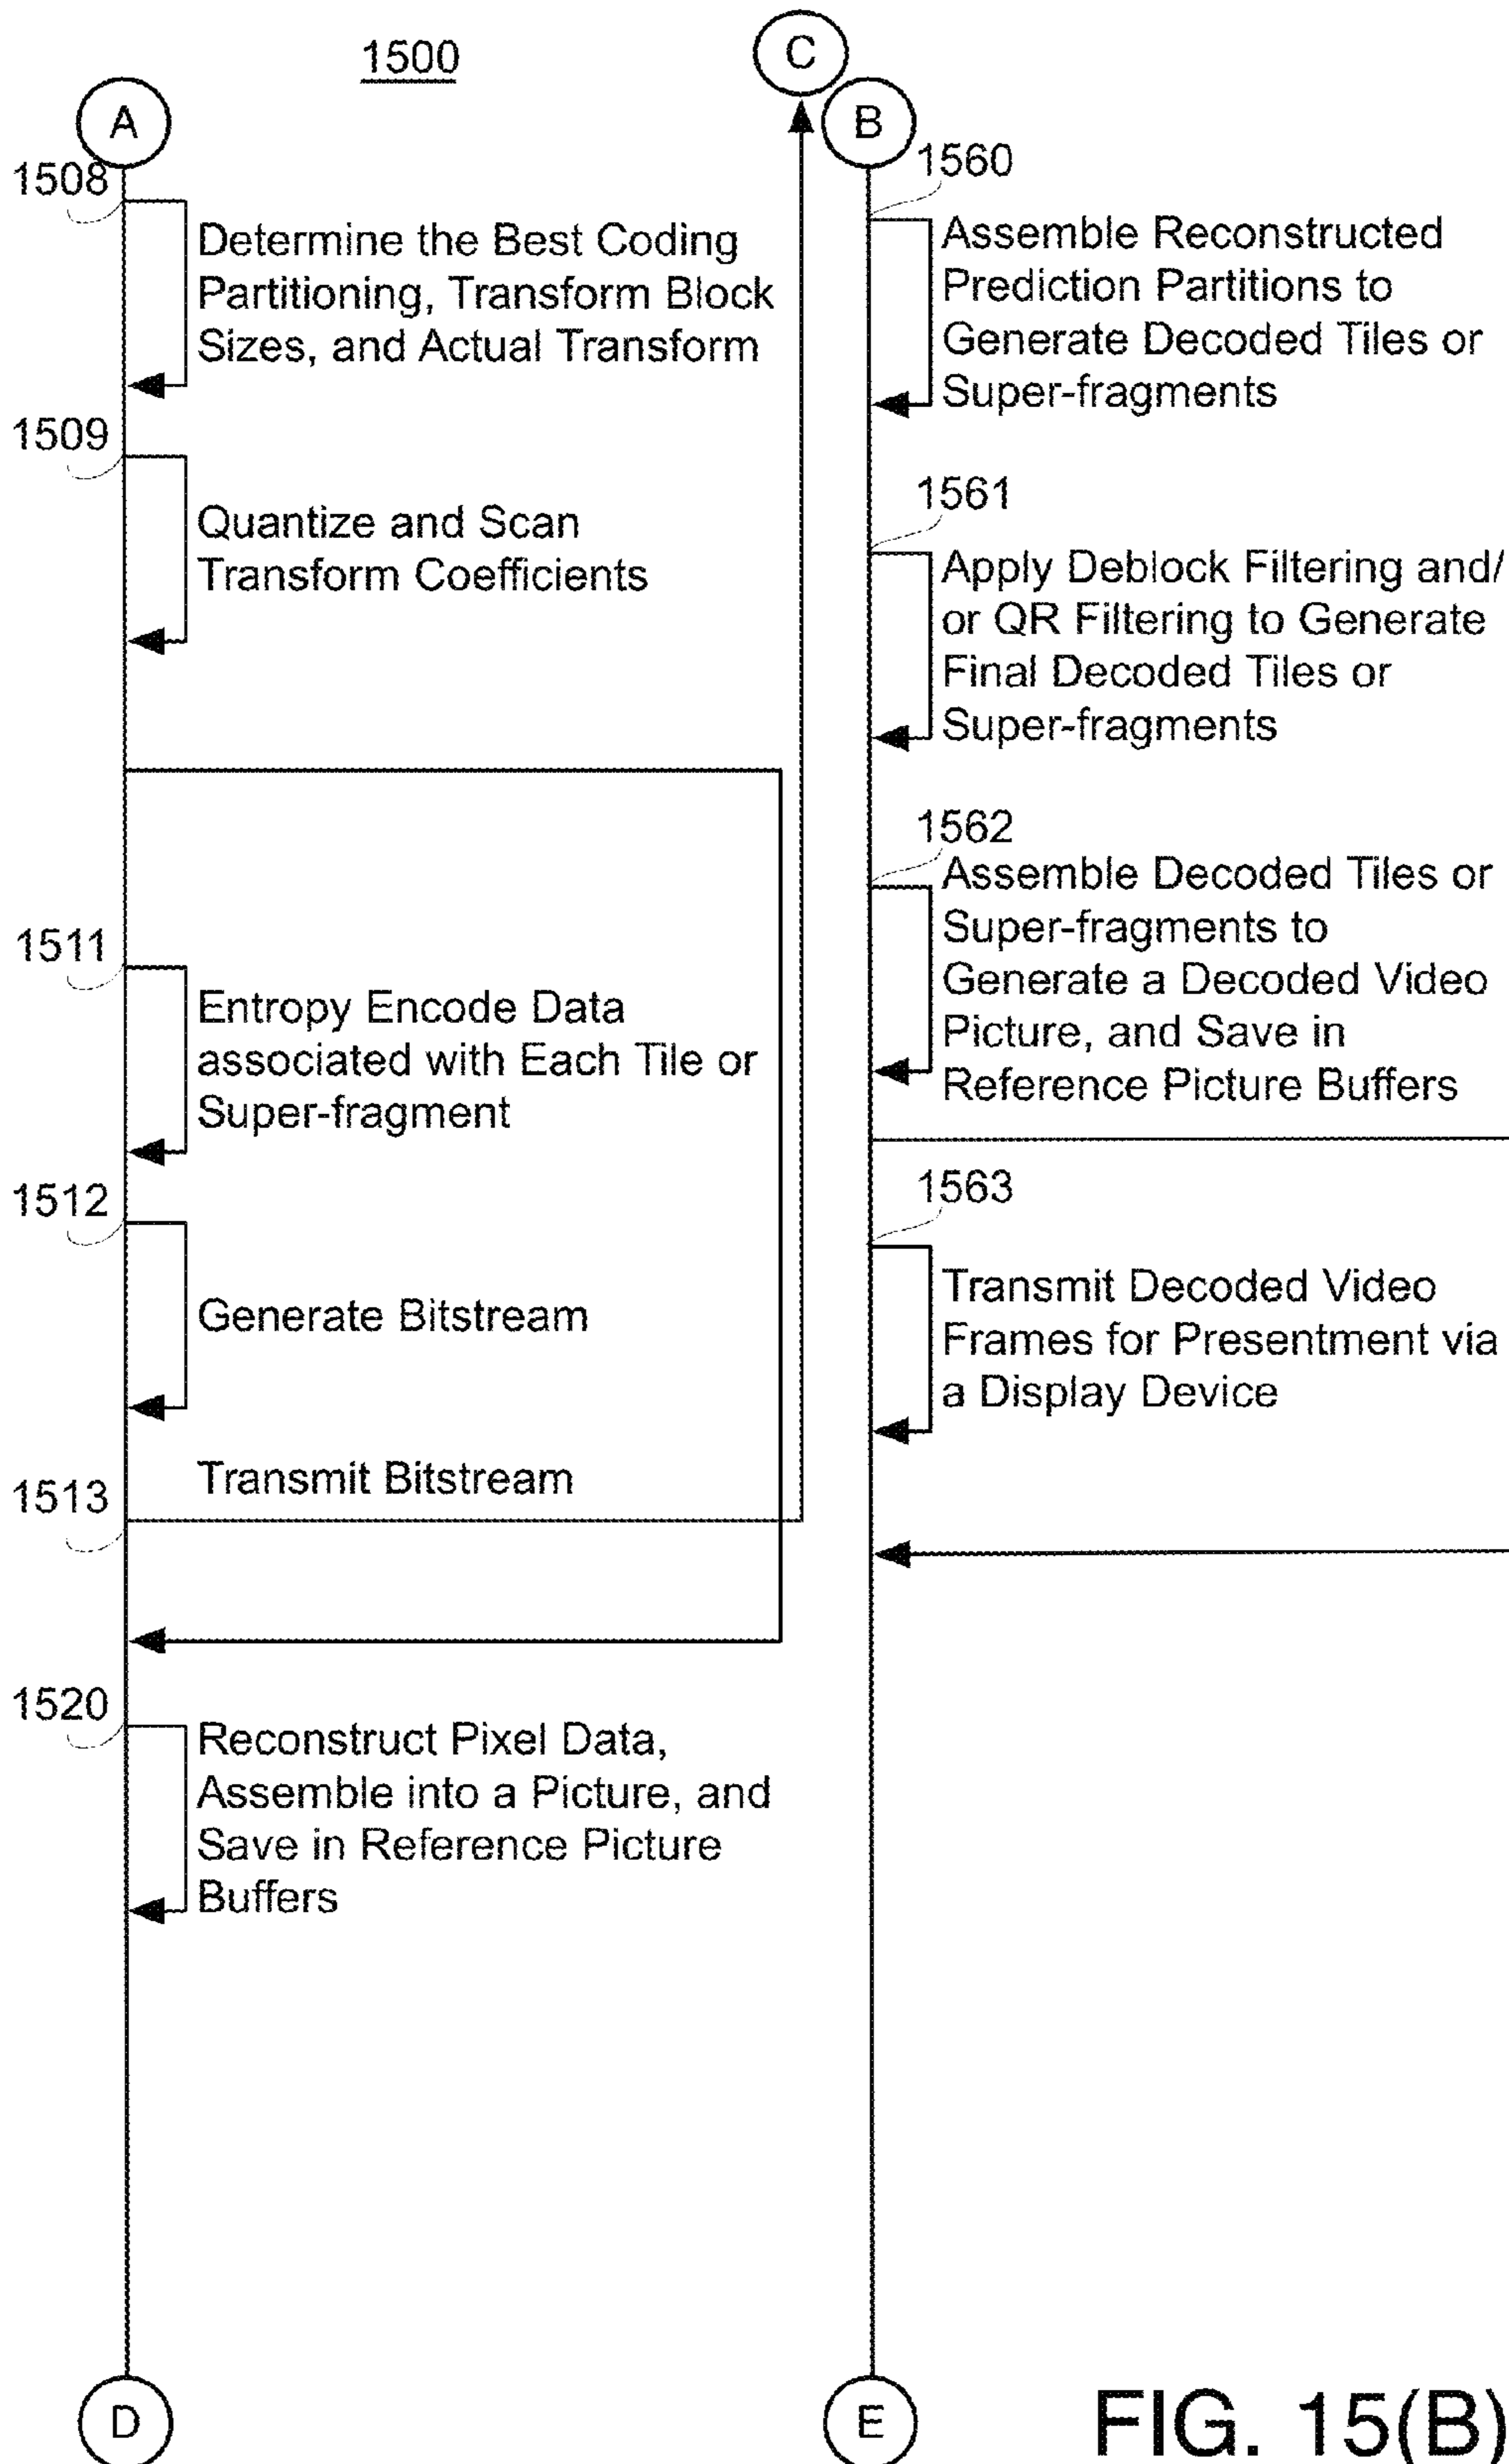 1500
C
A
B
1508
Determine the Best Coding
Partitioning, Transform Block
Sizes, and Actual Transform
1509
Quantize and Scan
Transform Coefficients
1511
Entropy Encode Data
associated with Each Tile or
Super-fragment
1512
Generate Bitstream
Transmit Bitstream
1513
1520
Reconstruct Pixel Data,
Assemble into a Picture, and
Save in Reference Picture
Buffers
D
1560
Assemble Reconstructed
Prediction Partitions to
Generate Decoded Tiles or
Super-fragments
1561
Apply Deblock Filtering and/
or QR Filtering to Generate
Final Decoded Tiles or
Super-fragments
1562
Assemble Decoded Tiles or
Super-fragments to
Generate a Decoded Video
Picture, and Save in
Reference Picture Buffers
1563
Transmit Decoded Video
Frames for Presentment via
a Display Device
E
FIG. 15(B)